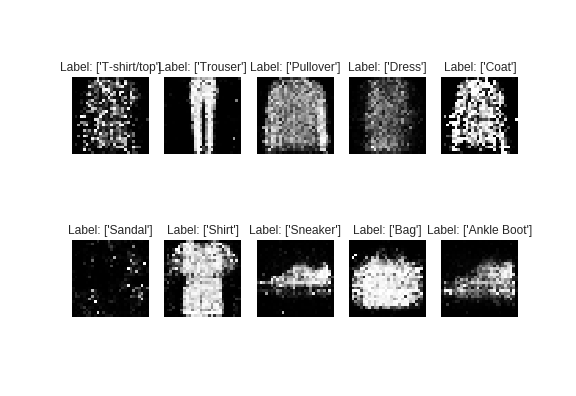 Label: ['T-shirt/top'] Label: ['Trouser'] Label: ['Pullover'] Label: ['Dress'] Label: ['Coat']
Label: ['Sandal'] Label: ['Shirt'] Label: ['Sneaker'] Label: ['Bag'] Label: ['Ankle Boot']